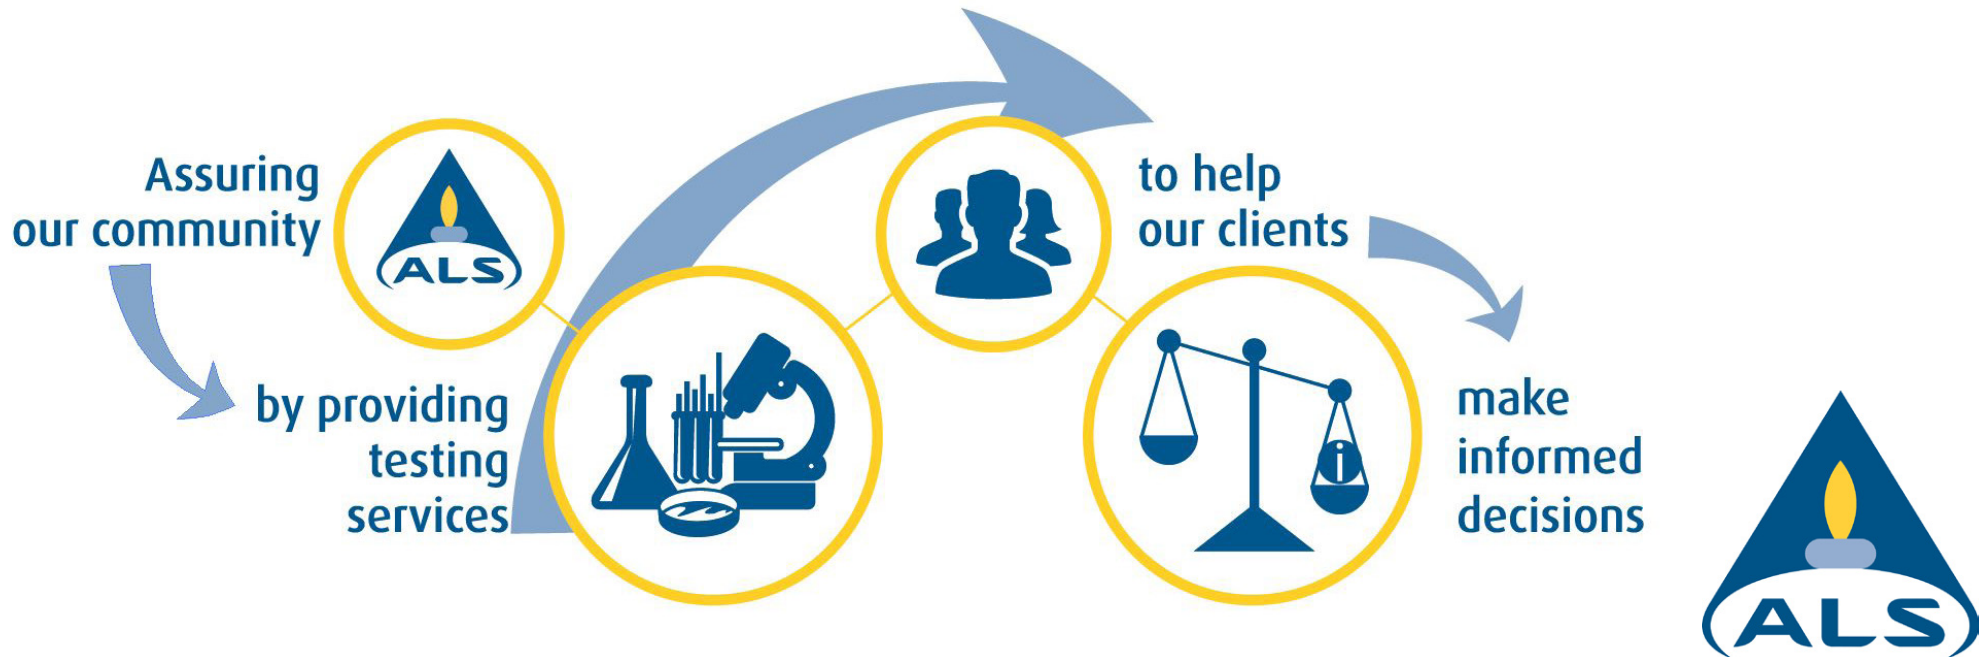 Assuring
our community
ALS
by providing
testing
services
to help
our clients
i
make
informed
decisions
ALS